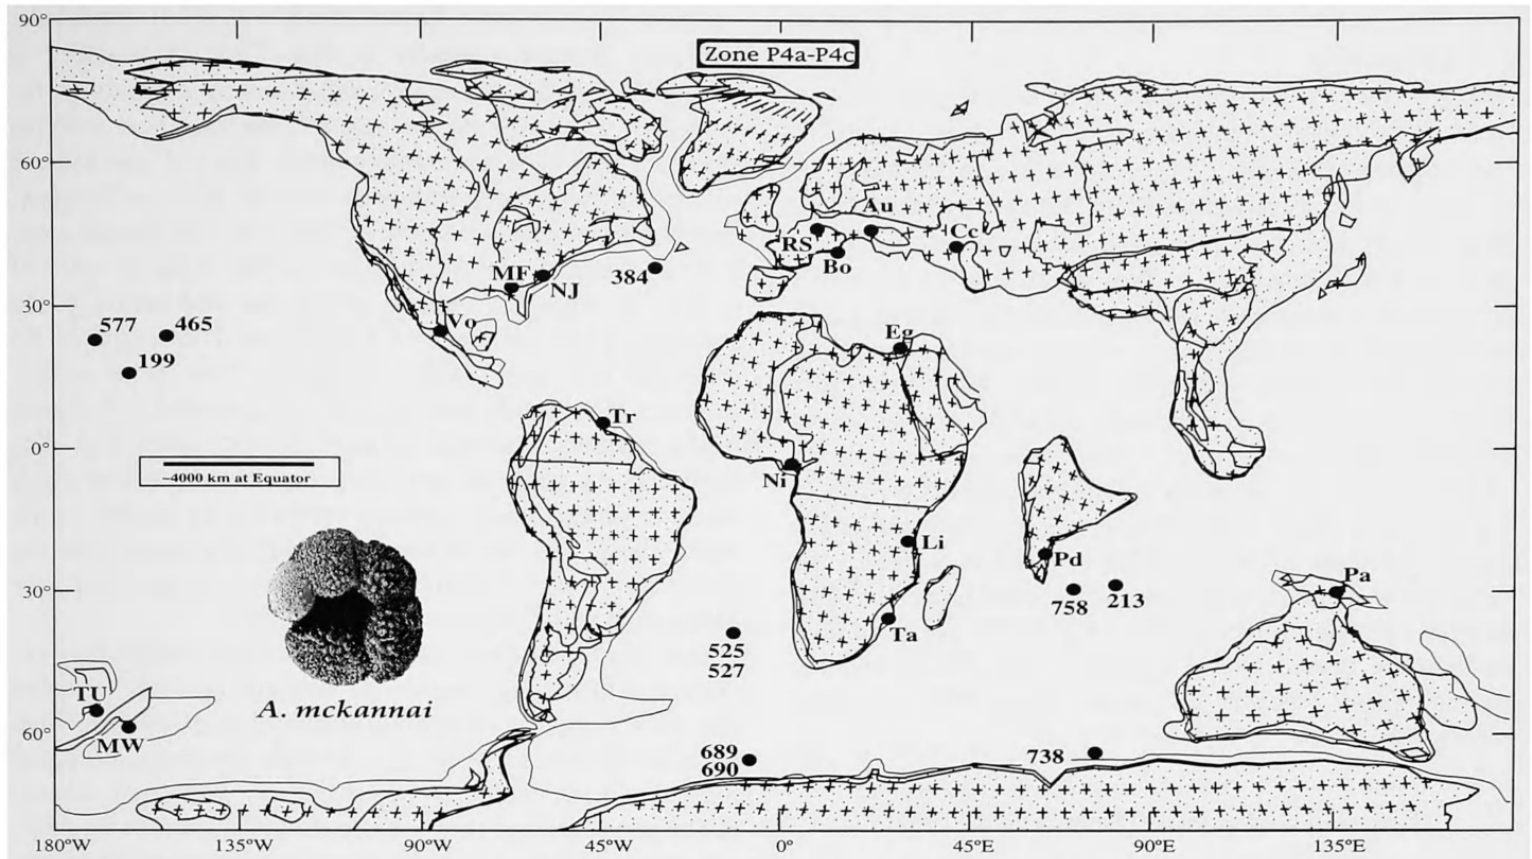 90°
Zone P4a-P4c
60°
Au
RS
Cc
Bo
MF
NJ
384
30°
577
465
Vo
199
Eg
Tr
0°
~4000 km at Equator
Ni
Li
Pd
Pa
30°
758
213
Ta
525
527
TU
A. mckannai
MW
60°
689
690
738
180°W
135°W
90°W
45°W
0°
45°E
90°E
135°E